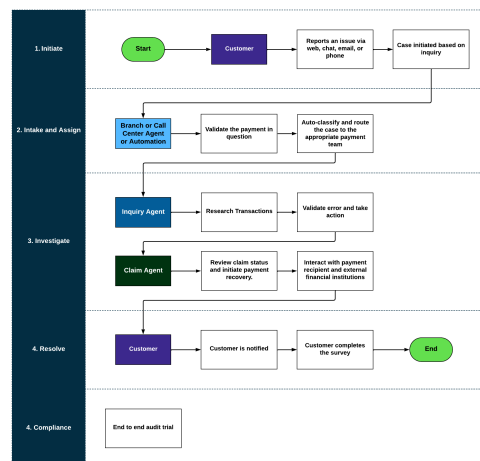 1. Initiate
Start
Customer
Reports an issue via
web, chat, email, or
phone
Case initiated based on
inquiry
2. Intake and Assign
Branch or Call
Center Agent
or Automation
Validate the payment in
question
Auto-classify and route
the case to the
appropriate payment
team
3. Investigate
Inquiry Agent
Research Transactions
Validate error and take
action
Claim Agent
Review claim status
and initiate payment
recovery.
Interact with payment
recipient and external
financial institutions
4. Resolve
Customer
Customer is notified
Customer completes
the survey
End
4. Compliance
End to end audit trial